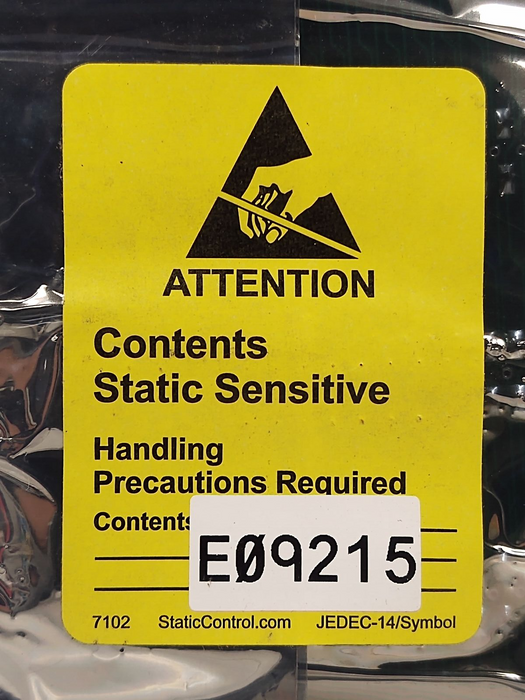 ATTENTION
Contents
Static Sensitive
Handling
Precautions Required
Contents
EØ9215
7102 StaticControl.com JEDEC-14/Symbol